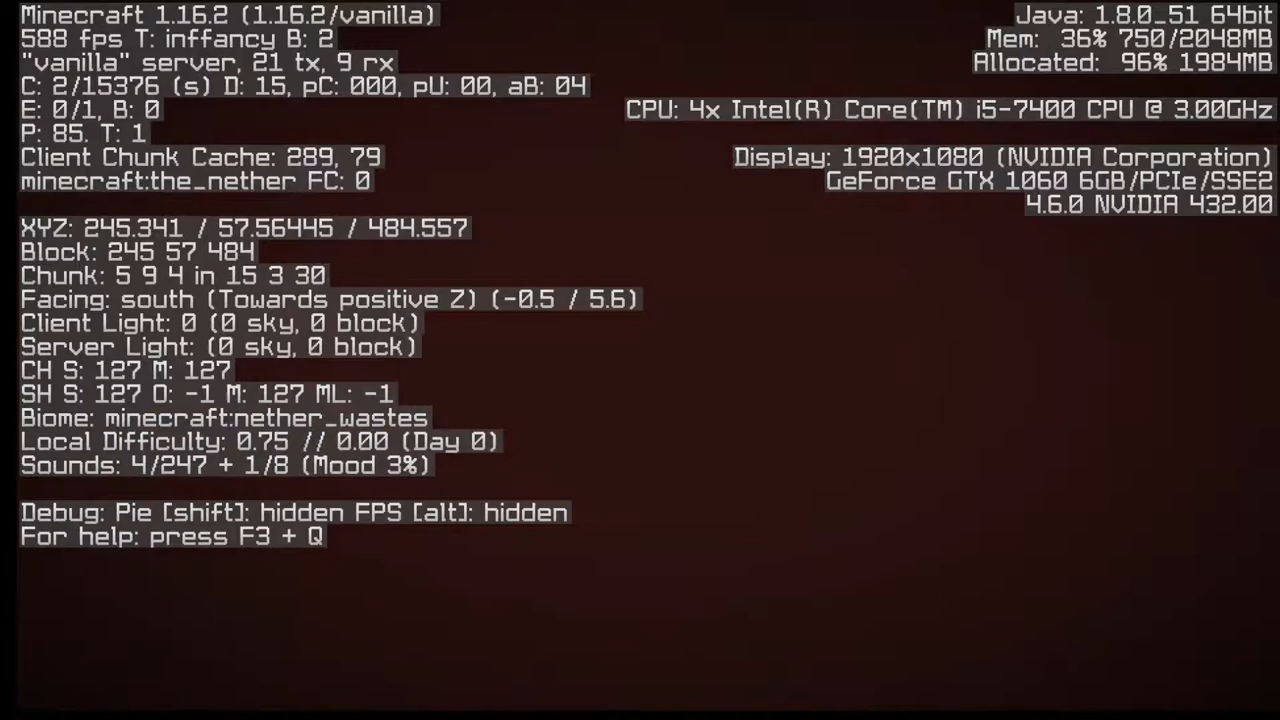 Minecraft 1.16.2 (1.16.2/vanilla)
588 fps T: inffancy B: 2
"vanilla" server, 21 tx, 9 rx
C: 2/15376 (s) D: 15, pC: 000, pU: 00, aB: 04
E: 0/1, B: 0
P: 85. T: 1
Client Chunk Cache: 289, 79
minecraft:the_nether FC: 0
XYZ: 245.341 / 57.56445 / 484.557
Block: 245 57 484
Chunk: 5 9 4 in 15 3 30
Facing: south (Towards positive Z) (-0.5 / 5.6)
Client Light: 0 (0 sky, 0 block)
Server Light: (0 sky, 0 block)
CH S: 127 M: 127
SH S: 127 O: -1 M: 127 ML: -1
Biome: minecraft:nether_wastes
Local Difficulty: 0.75 // 0.00 (Day 0)
Sounds: 4/247 + 1/8 (Mood 3%)
Debug: Pie [shift]: hidden FPS [alt]: hidden
For help: press F3 + Q
Java: 1.8.0_51 64bit
Mem: 36% 750/2048MB
Allocated: 96% 1984MB
CPU: 4x Intel(R) Core(TM) i5-7400 CPU @ 3.00GHz
Display: 1920x1080 (NVIDIA Corporation)
GeForce GTX 1060 6GB/PCIe/SSE2
4.6.0 NVIDIA 432.00